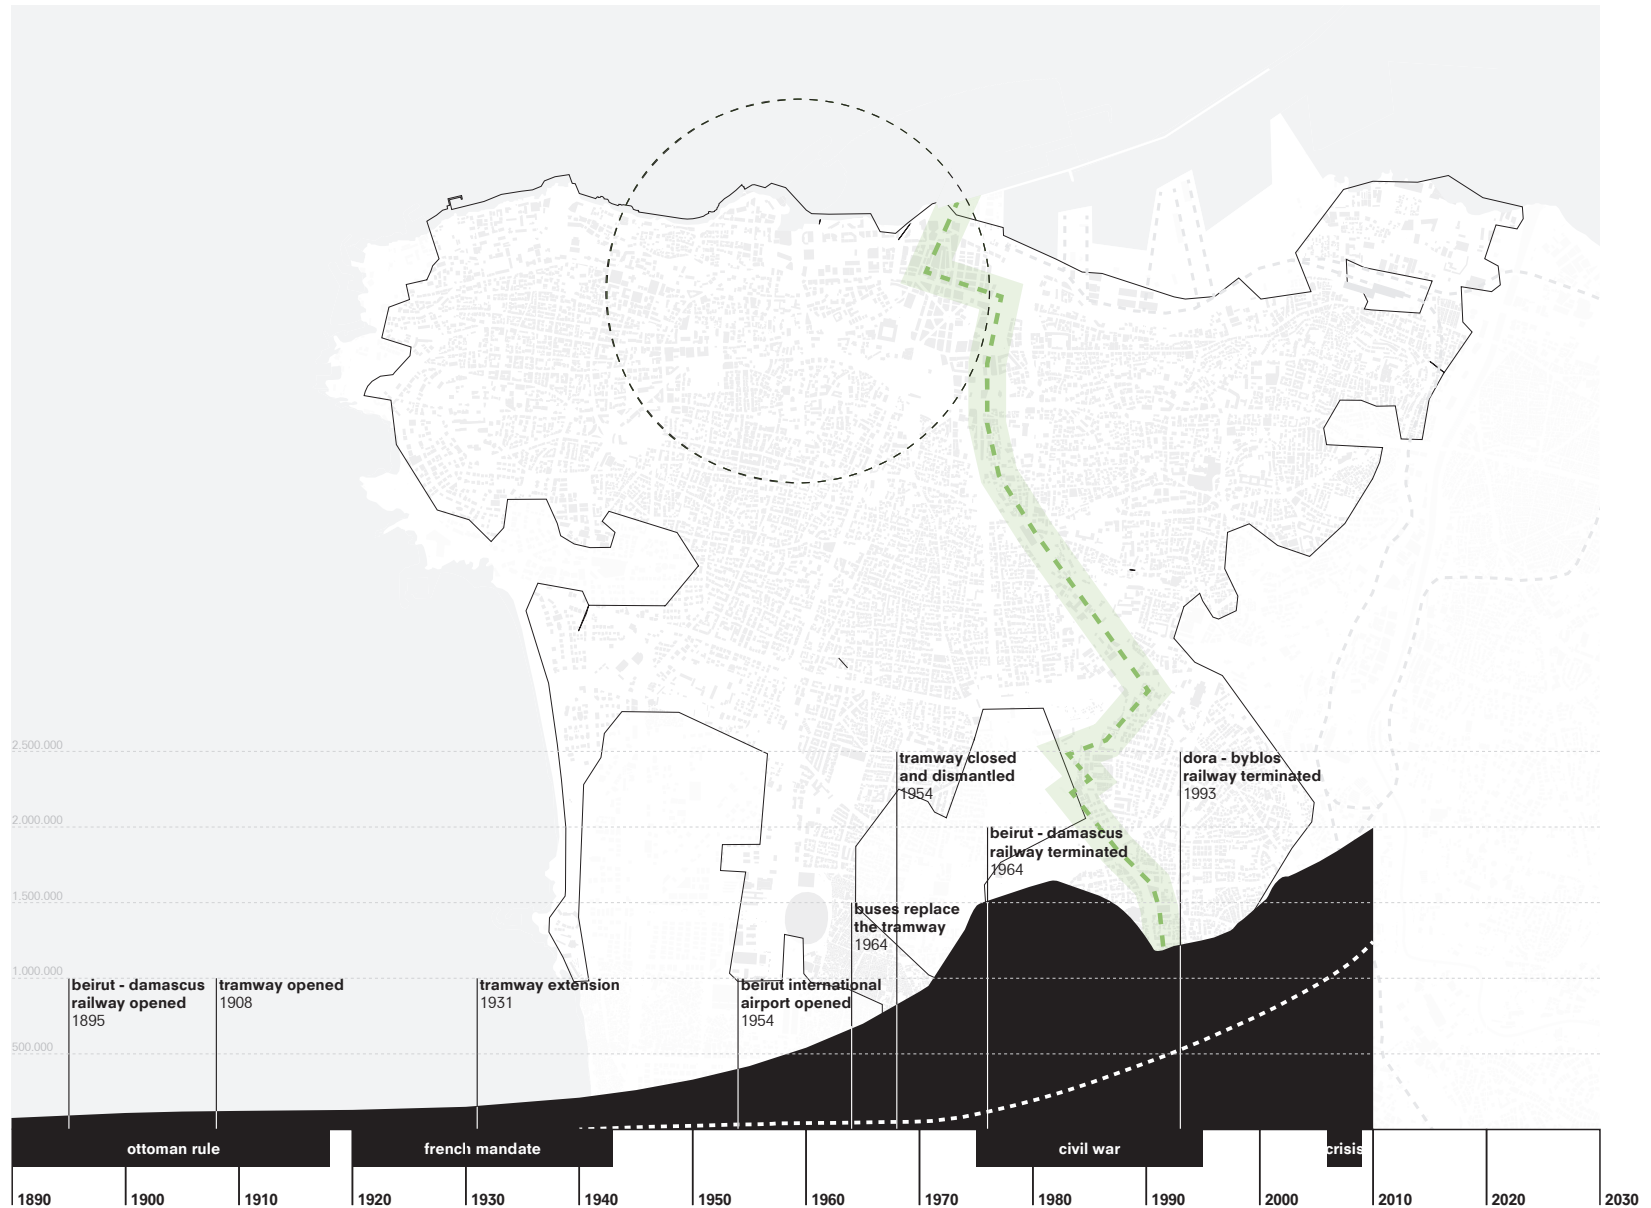 2.500.000
tramway closed
and dismantled
1954
dora - byblos
railway terminated
1993
2.000.000
beirut - damascus
railway terminated
1964
1.500.000
buses replace
the tramway
1964
1.000.000
beirut - damascus
railway opened
1895
tramway opened
1908
tramway extension
1931
beirut international
airport opened
1954
500.000
ottoman rule
french mandate
civil war
crisis
1890
1900
1910
1920
1930
1940
1950
1960
1970
1980
1990
2000
2010
2020
2030